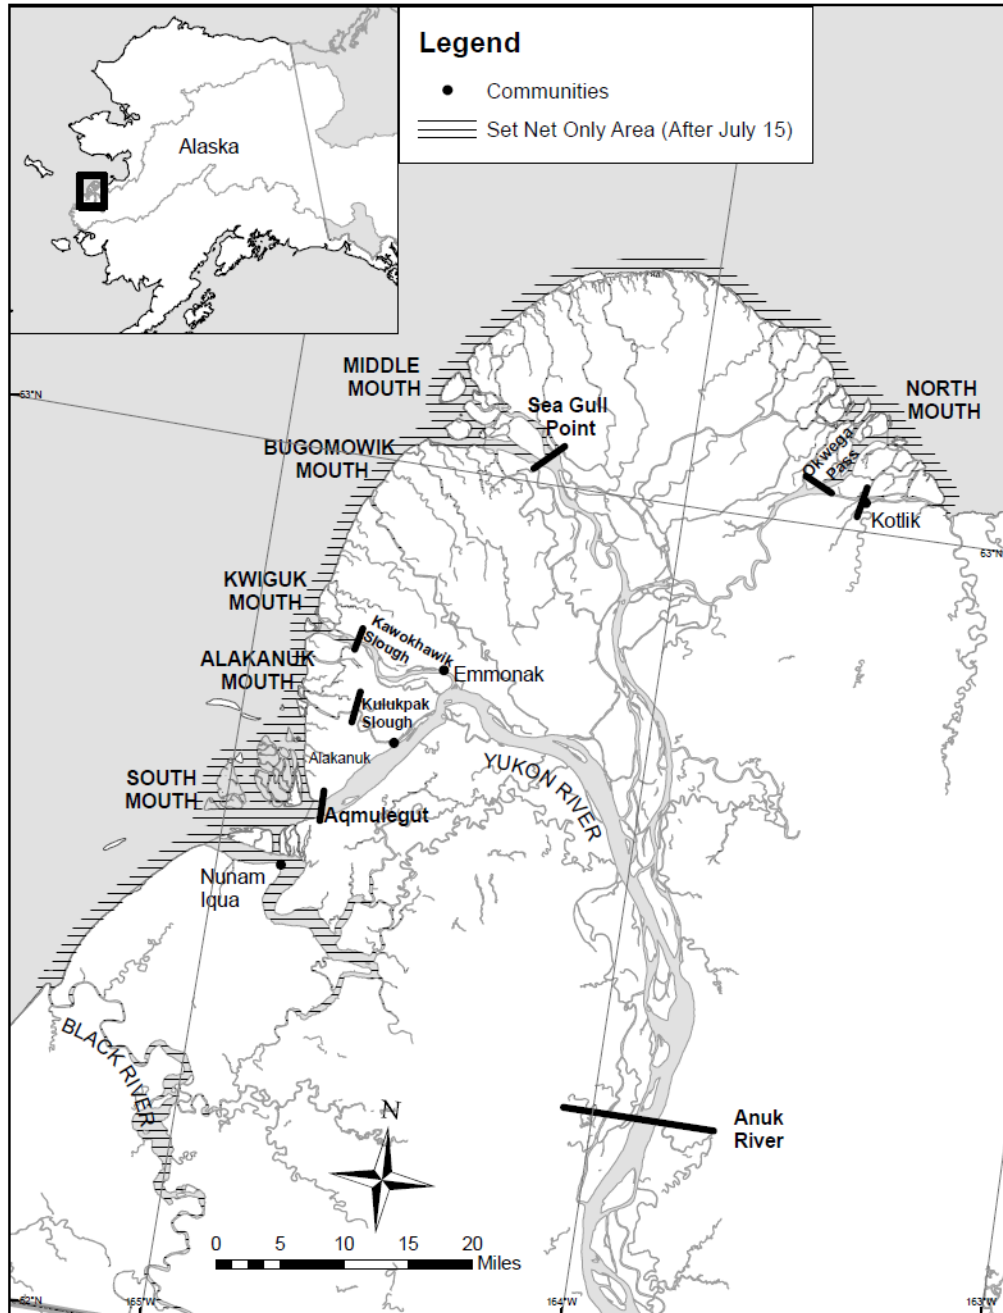 Legend
Communities
Set Net Only Area (After July 15)
Alaska
MIDDLE
MOUTH
63°N
Sea Gull
Point
NORTH
MOUTH
BUGOMOWIK
MOUTH
Okwega
Pass
Kotlik
63°N
KWIGUK
MOUTH
Kawokhawik
Slough
ALAKANUK
MOUTH
Emmonak
Kulukpak
Slough
Alakanuk
YUKON RIVER
SOUTH
MOUTH
Aqmulegut
Nunam
Iqua
BLACK RIVER
N
Anuk
River
0 5 10 15 20
Miles
62°N
165°W
164°W
163°W